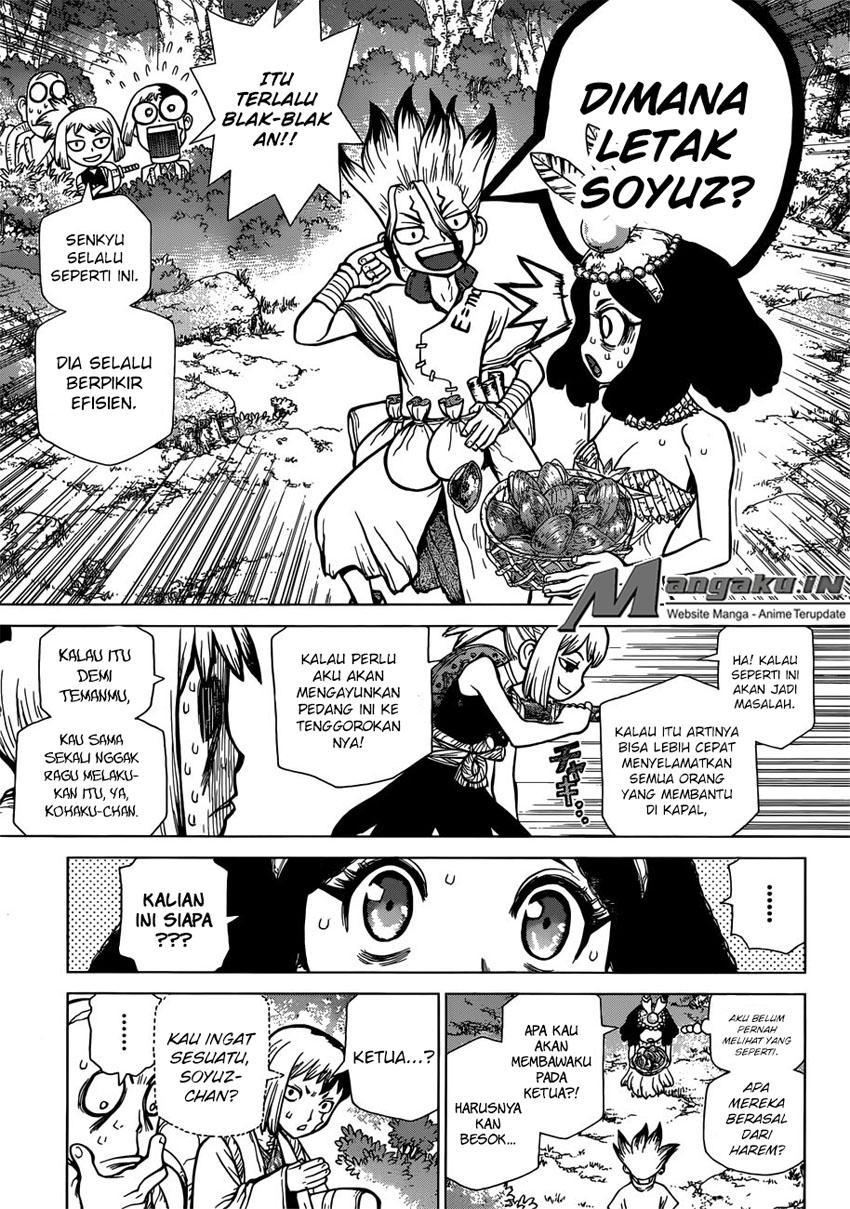 DIMANA
LETAK
SOYUZ?
ITU
TERLALU
BLAK-BLAK
AN!!
SENKYU
SELALU
SEPERTI INI.
DIA SELALU
BERPIKIR
EFISIEN.
E=mc²
Mangaku.IN
Website Manga - Anime Terupdate
HA! KALAU
SEPERTI INI
AKAN JADI
MASALAH.
KALAU ITU ARTINYA
BISA LEBIH CEPAT
MENYELAMATKAN
SEMUA ORANG
YANG MEMBANTU
DI KAPAL,
チャキ...
KALAU PERLU
AKU AKAN
MENGAYUNKAN
PEDANG INI KE
TENGGOROKAN
NYA!
KALAU ITU
DEMI
TEMANMU,
KAU SAMA
SEKALI NGGAK
RAGU MELAKU-
KAN ITU, YA,
KOHAKU-CHAN.
......
KALIAN
INI SIAPA
???
AKU BELUM
PERNAH
MELIHAT YANG
SEPERTI.
APA
MEREKA
BERASAL
DARI
HAREM?
APA KAU
AKAN
MEMBAWAKU
PADA
KETUA?!
HARUSNYA
KAN
BESOK...
KETUA...?
KAU INGAT
SESUATU,
SOYUZ-
CHAN?
...